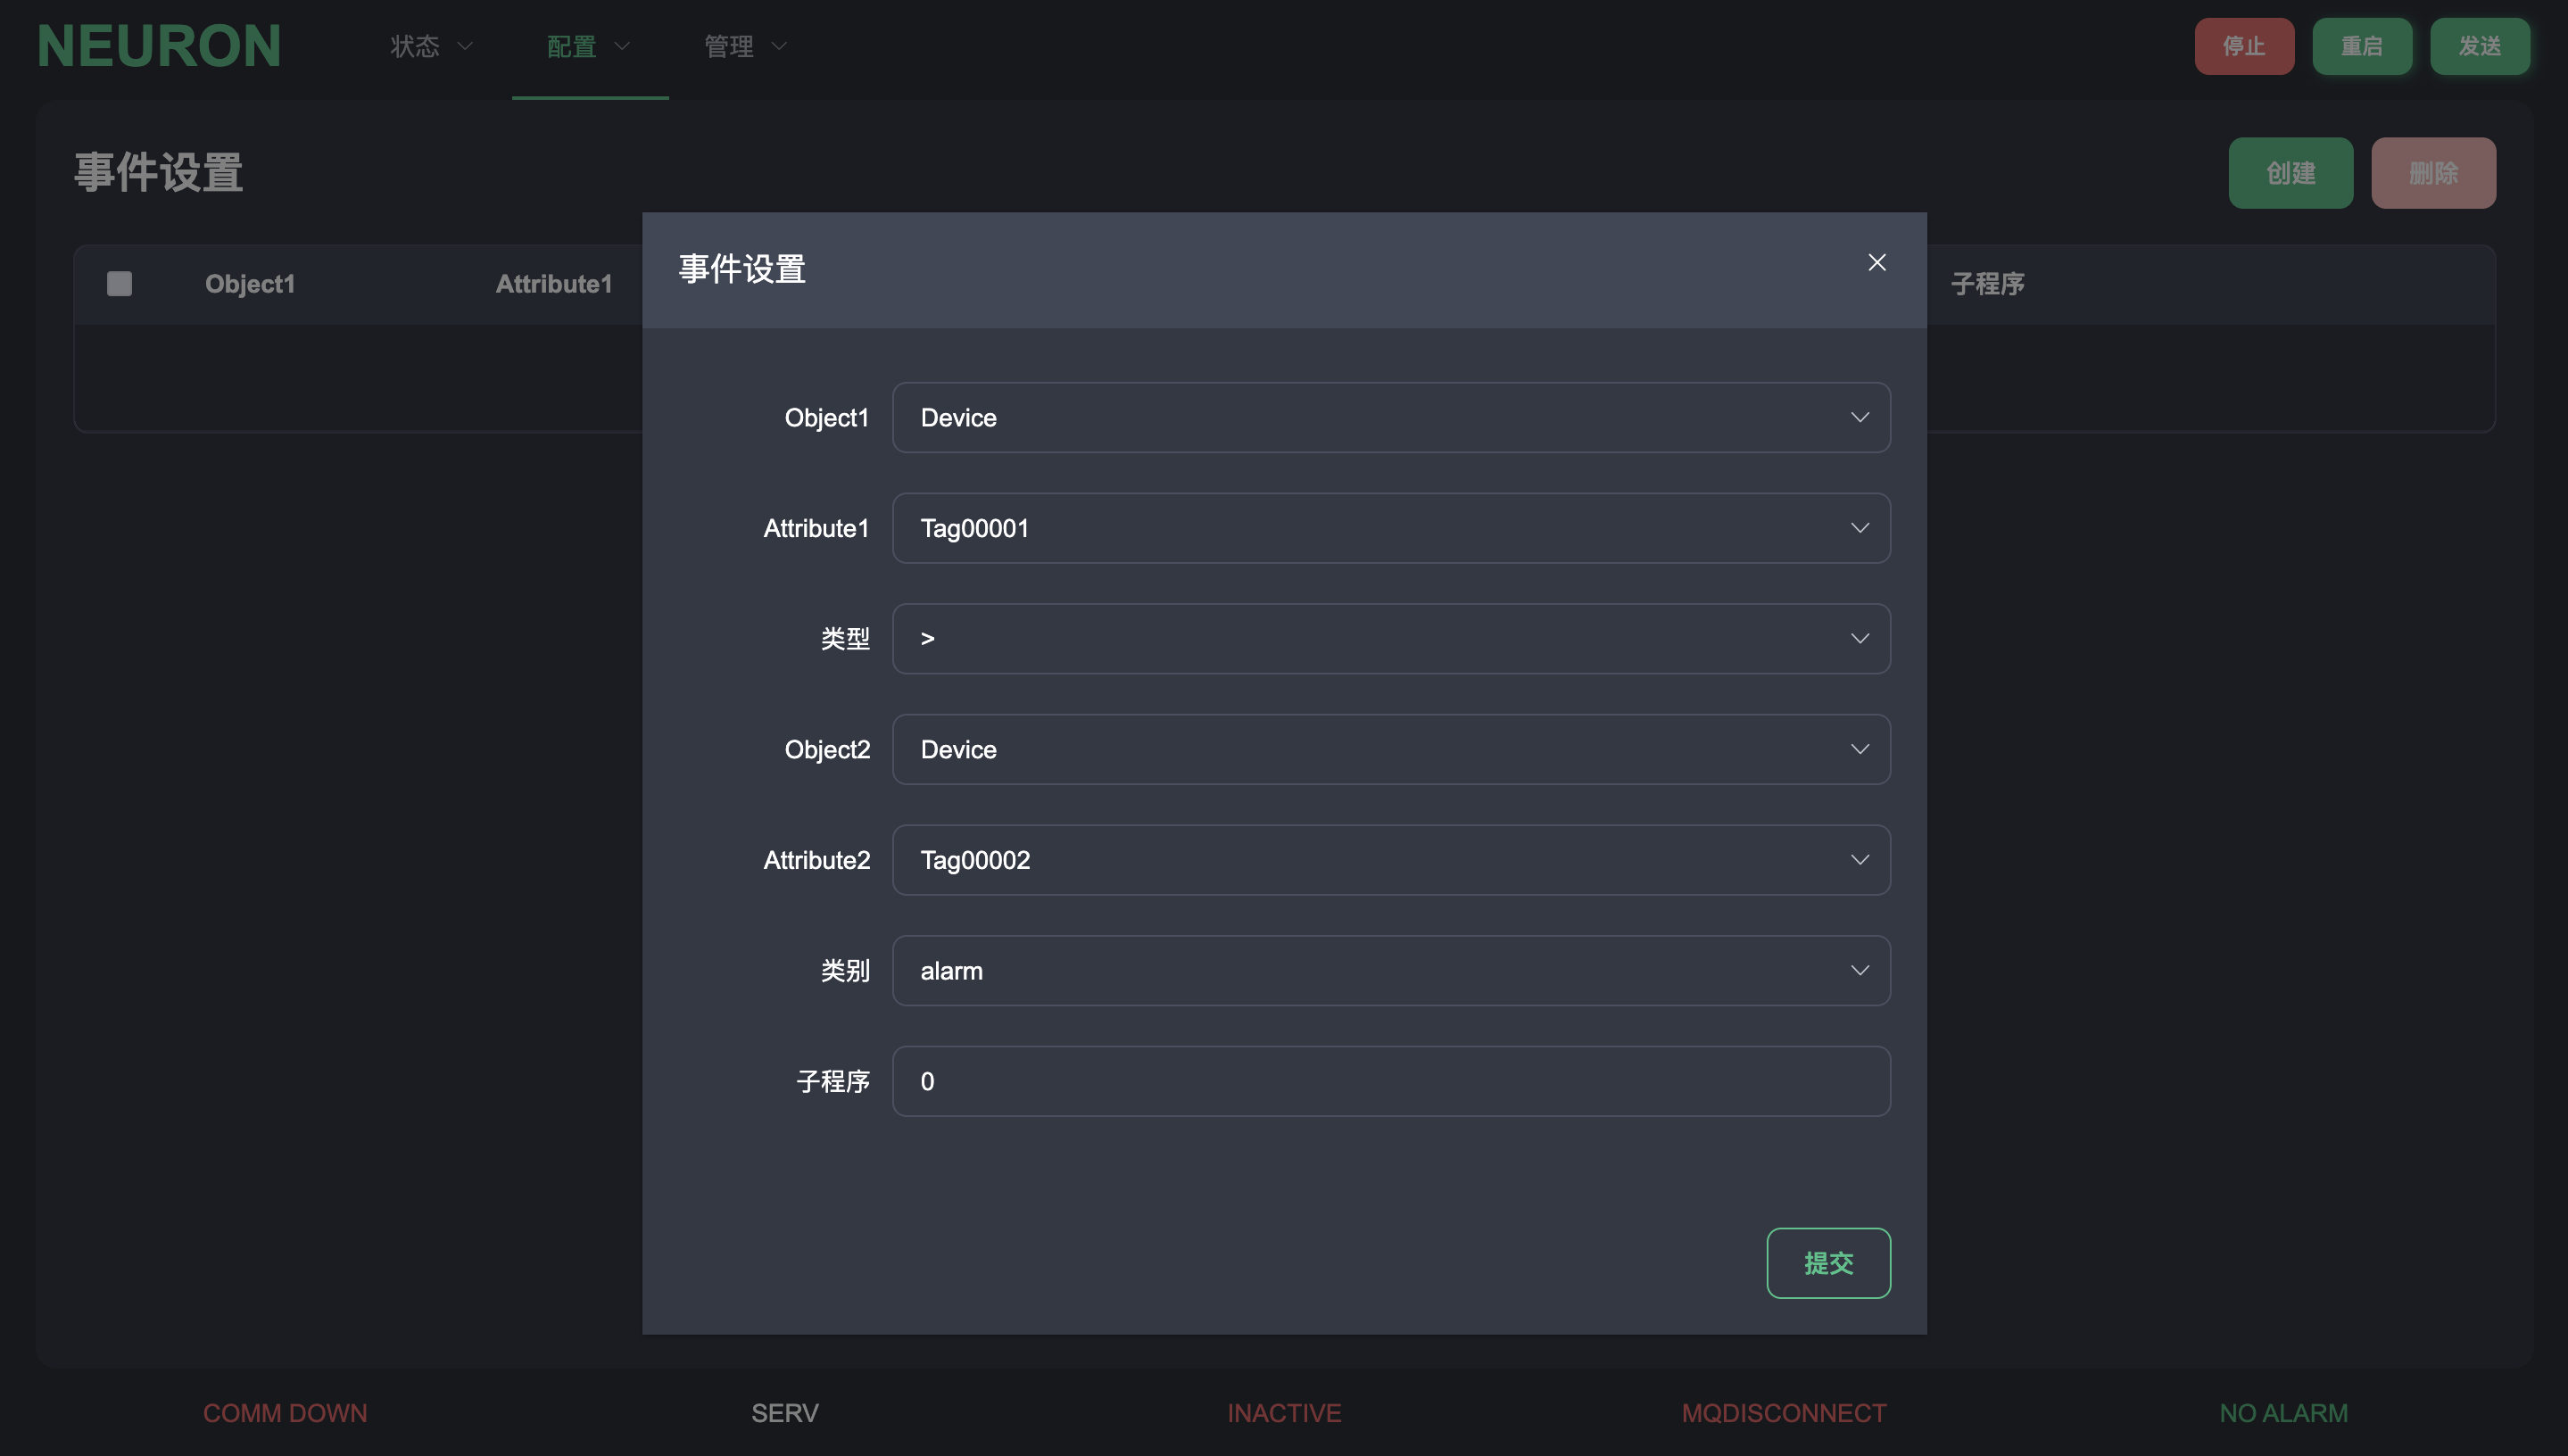 NEURON 状态 配置 管理 停止 重启 发送
事件设置 创建 删除
Object1 Attribute1 子程序
事件设置
Object1 Device
Attribute1 Tag00001
类型 >
Object2 Device
Attribute2 Tag00002
类别 alarm
子程序 0
提交
COMM DOWN SERV INACTIVE MQDISCONNECT NO ALARM